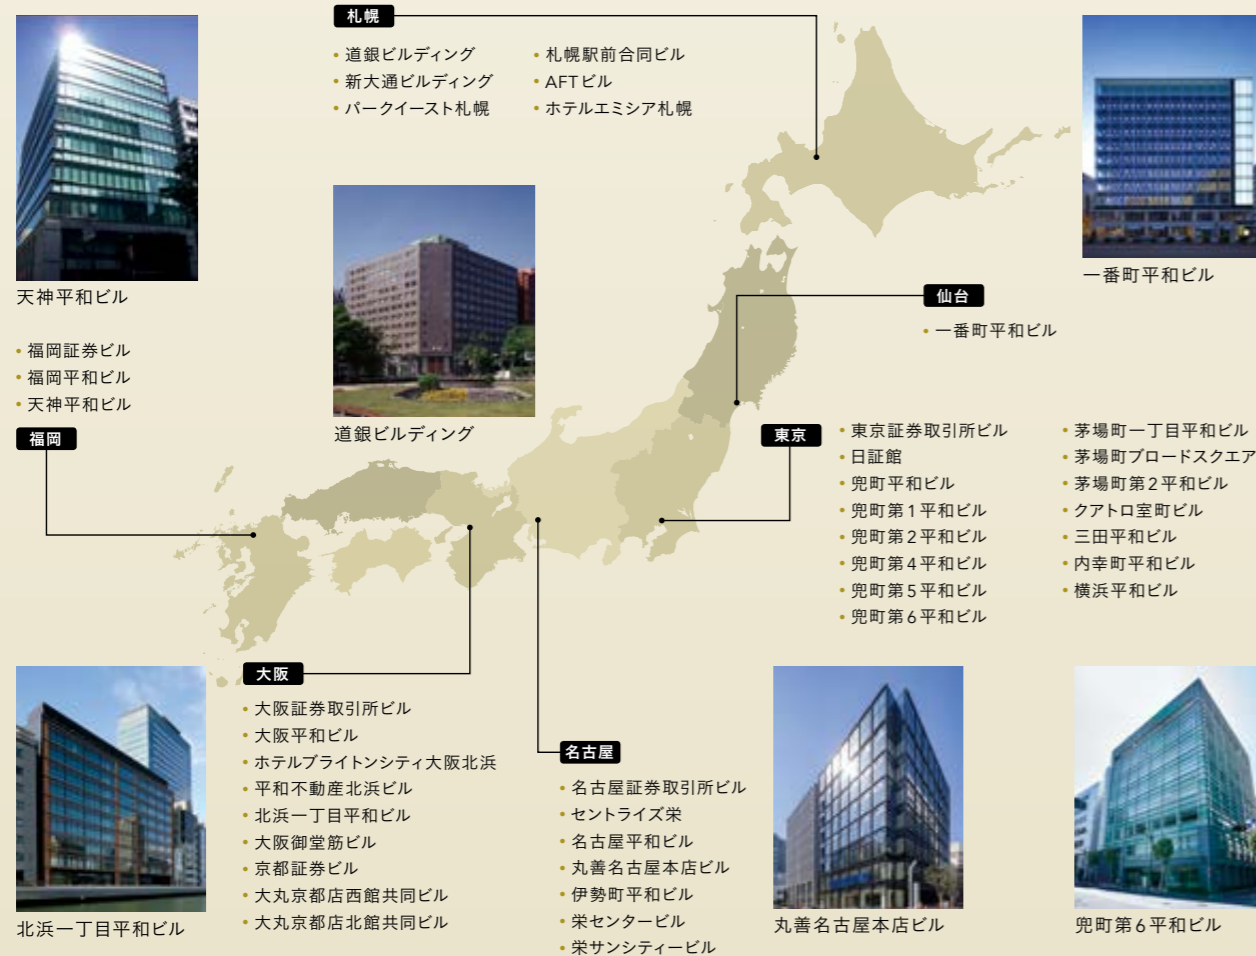 札幌
道銀ビルディング
新大通ビルディング
パークイースト札幌
札幌駅前合同ビル
AFTビル
ホテルエミシア札幌
天神平和ビル
一番町平和ビル
仙台
一番町平和ビル
福岡証券ビル
福岡平和ビル
天神平和ビル
福岡
道銀ビルディング
東京
東京証券取引所ビル
日証館
兜町平和ビル
兜町第1平和ビル
兜町第2平和ビル
兜町第4平和ビル
兜町第5平和ビル
兜町第6平和ビル
茅場町一丁目平和ビル
茅場町ブロードスクエア
茅場町第2平和ビル
クアトロ室町ビル
三田平和ビル
内幸町平和ビル
横浜平和ビル
大阪
大阪証券取引所ビル
大阪平和ビル
ホテルブライトンシティ大阪北浜
平和不動産北浜ビル
北浜一丁目平和ビル
大阪御堂筋ビル
京都証券ビル
大丸京都店西館共同ビル
大丸京都店北館共同ビル
名古屋
名古屋証券取引所ビル
セントライズ栄
名古屋平和ビル
丸善名古屋本店ビル
伊勢町平和ビル
栄センタービル
栄サンシティービル
北浜一丁目平和ビル
丸善名古屋本店ビル
兜町第6平和ビル